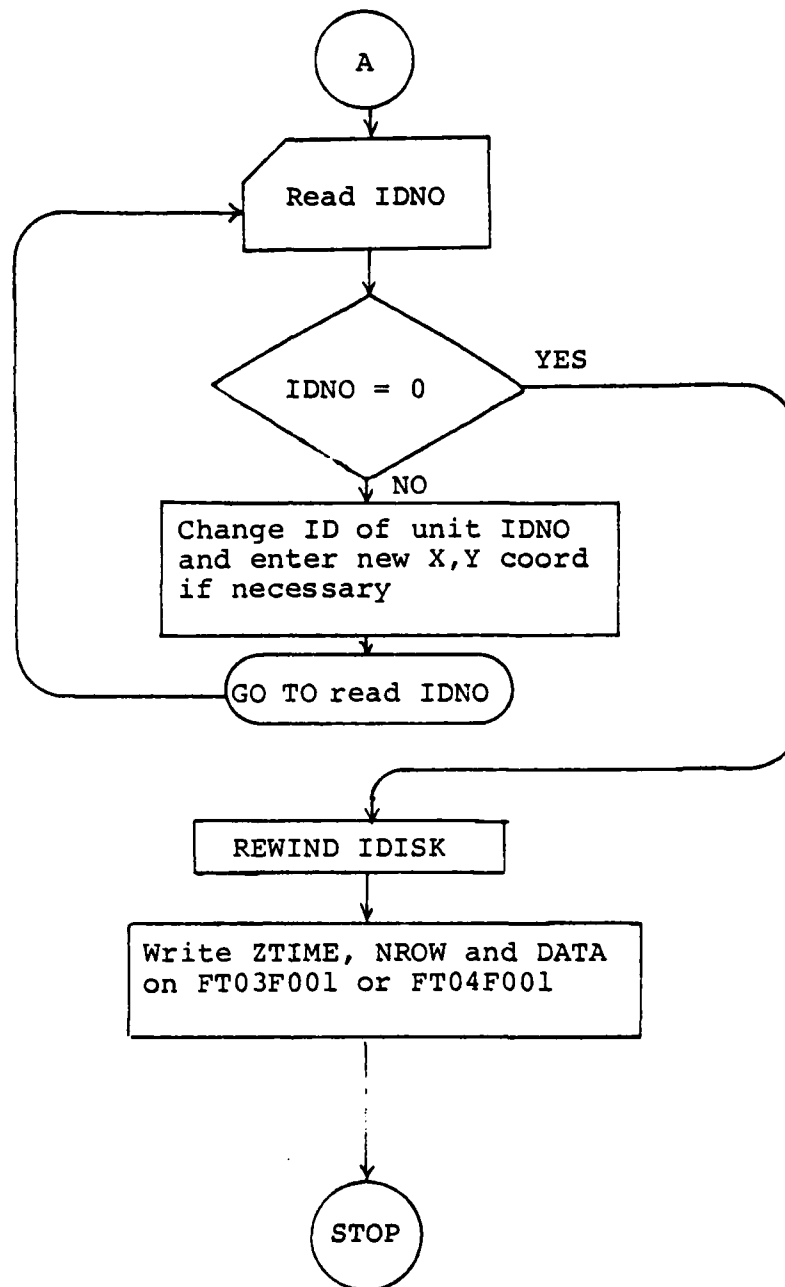 A
Read IDNO
YES
IDNO = 0
NO
Change ID of unit IDNO
and enter new X,Y coord
if necessary
GO TO read IDNO
REWIND IDISK
Write ZTIME, NROW and DATA
on FT03F001 or FT04F001
STOP